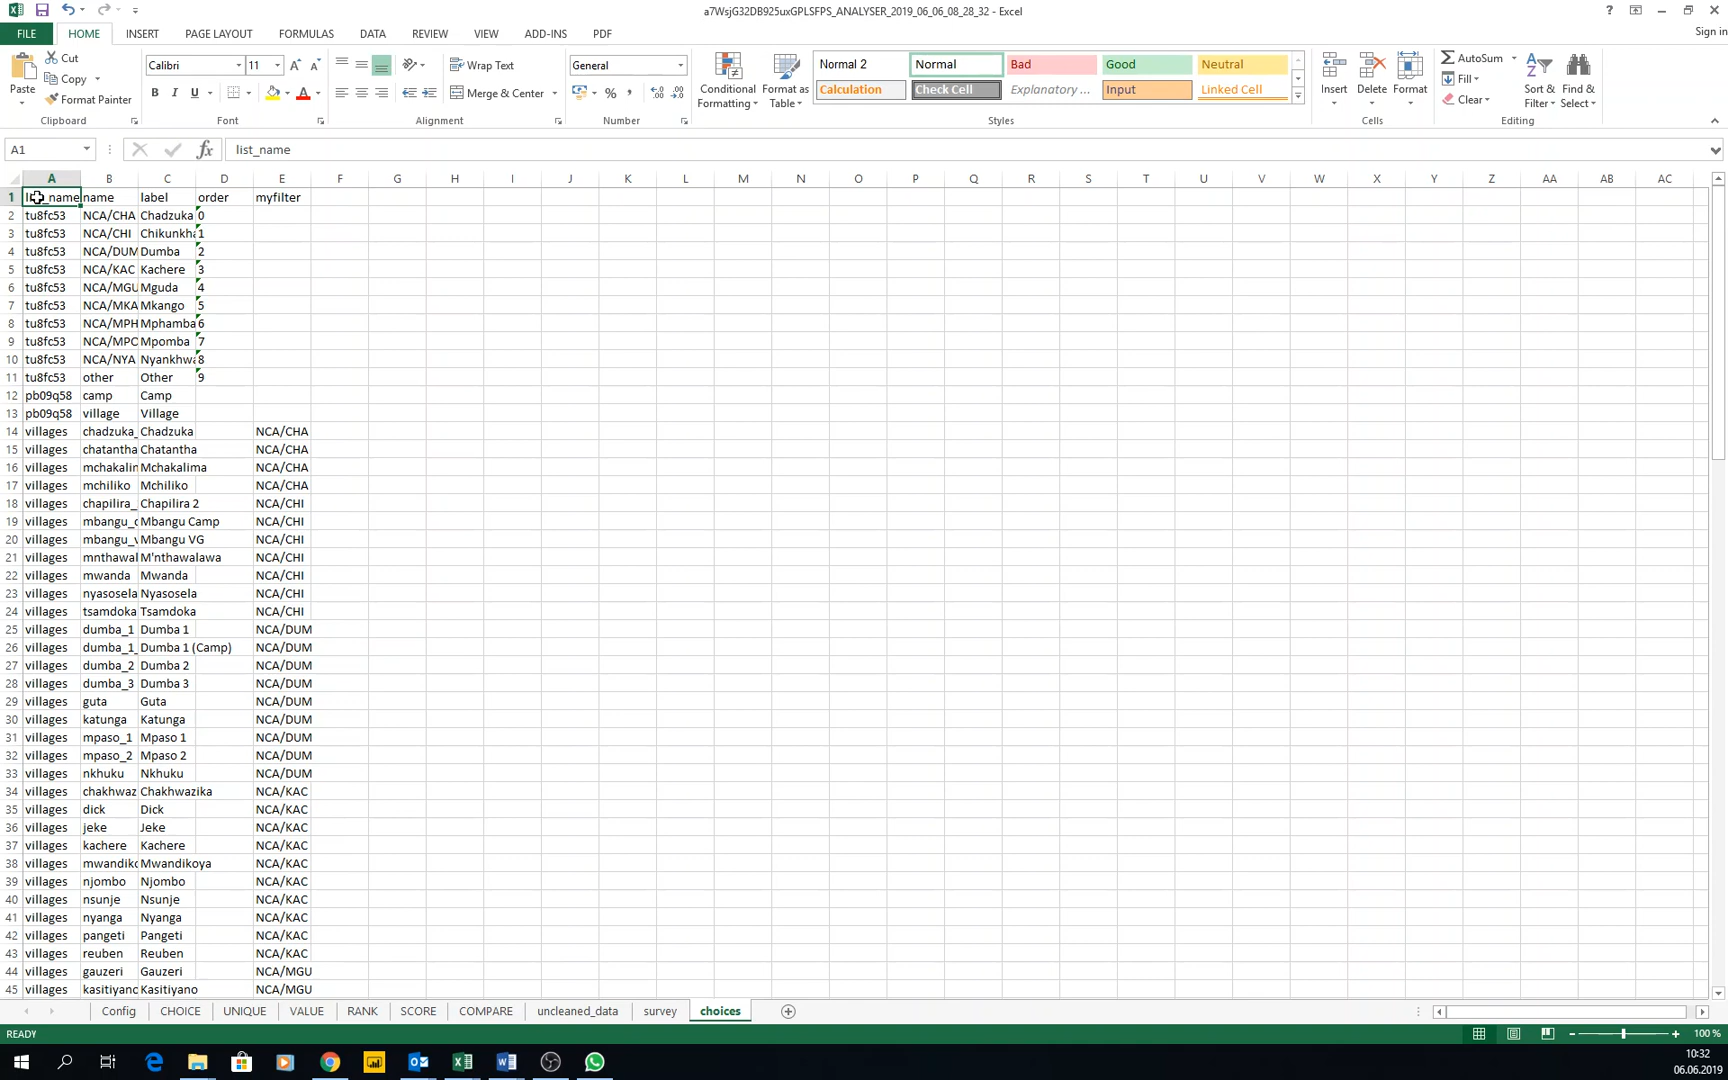 a7WsjG32DB925uxGPLSFPS_ANALYSER_2019_06_06_08_28_32 - Excel
FILE HOME INSERT PAGE LAYOUT FORMULAS DATA REVIEW VIEW ADD-INS PDF Sign in
Cut
Copy
Format Painter
Paste
Clipboard
Calibri 11
B I U
Font
Wrap Text
Merge & Center
Alignment
General
Number
Conditional Formatting
Format as Table
Normal 2 Normal Bad Good Neutral
Calculation Check Cell Explanatory ... Input Linked Cell
Styles
Insert Delete Format
Cells
AutoSum
Fill
Clear
Sort & Filter
Find & Select
Editing
A1 fx list_name
A B C D E F G H I J K L M N O P Q R S T U V W X Y Z AA AB AC
1 name label order myfilter
2 tu8fc53 NCA/CHA Chadzuka 0
3 tu8fc53 NCA/CHI Chikunkha 1
4 tu8fc53 NCA/DUM Dumba 2
5 tu8fc53 NCA/KAC Kachere 3
6 tu8fc53 NCA/MGU Mguda 4
7 tu8fc53 NCA/MKA Mkango 5
8 tu8fc53 NCA/MPH Mphamba 6
9 tu8fc53 NCA/MPO Mpomba 7
10 tu8fc53 NCA/NYA Nyankhwa 8
11 tu8fc53 other Other 9
12 pb09q58 camp Camp
13 pb09q58 village Village
14 villages chadzuka_ Chadzuka NCA/CHA
15 villages chatantha Chatantha NCA/CHA
16 villages mchakalim Mchakalima NCA/CHA
17 villages mchiliko Mchiliko NCA/CHA
18 villages chapilira_ Chapilira 2 NCA/CHI
19 villages mbangu_c Mbangu Camp NCA/CHI
20 villages mbangu_v Mbangu VG NCA/CHI
21 villages mnthawal M'nthawalawa NCA/CHI
22 villages mwanda Mwanda NCA/CHI
23 villages nyasosela Nyasosela NCA/CHI
24 villages tsamdoka Tsamdoka NCA/CHI
25 villages dumba_1 Dumba 1 NCA/DUM
26 villages dumba_1_ Dumba 1 (Camp) NCA/DUM
27 villages dumba_2 Dumba 2 NCA/DUM
28 villages dumba_3 Dumba 3 NCA/DUM
29 villages guta Guta NCA/DUM
30 villages katunga Katunga NCA/DUM
31 villages mpaso_1 Mpaso 1 NCA/DUM
32 villages mpaso_2 Mpaso 2 NCA/DUM
33 villages nkhuku Nkhuku NCA/DUM
34 villages chakhwaz Chakhwazika NCA/KAC
35 villages dick Dick NCA/KAC
36 villages jeke Jeke NCA/KAC
37 villages kachere Kachere NCA/KAC
38 villages mwandiko Mwandikoya NCA/KAC
39 villages njombo Njombo NCA/KAC
40 villages nsunje Nsunje NCA/KAC
41 villages nyanga Nyanga NCA/KAC
42 villages pangeti Pangeti NCA/KAC
43 villages reuben Reuben NCA/KAC
44 villages gauzeri Gauzeri NCA/MGU
45 villages kasitiyano Kasitiyano NCA/MGU
Config CHOICE UNIQUE VALUE RANK SCORE COMPARE uncleaned_data survey choices
READY 100 %
10:32
06.06.2019